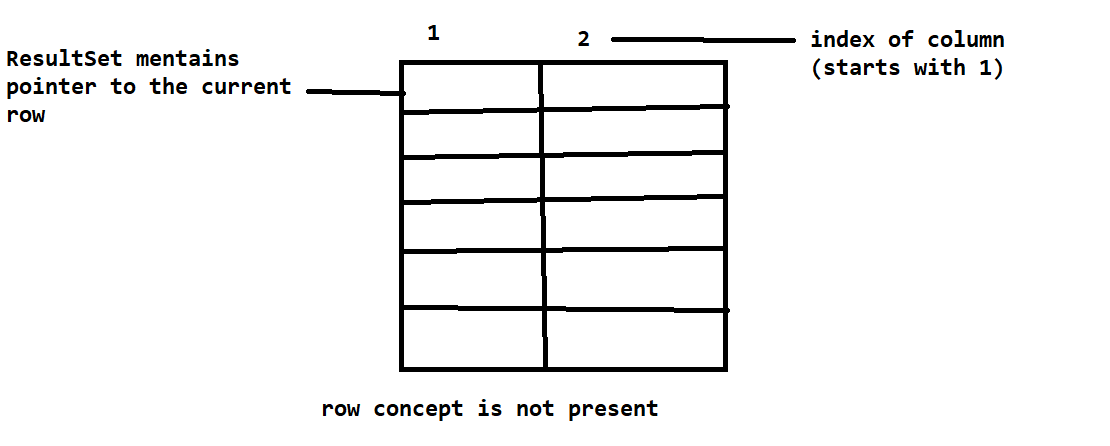 1
2
index of column
(starts with 1)
ResultSet mentains
pointer to the current
row
row concept is not present